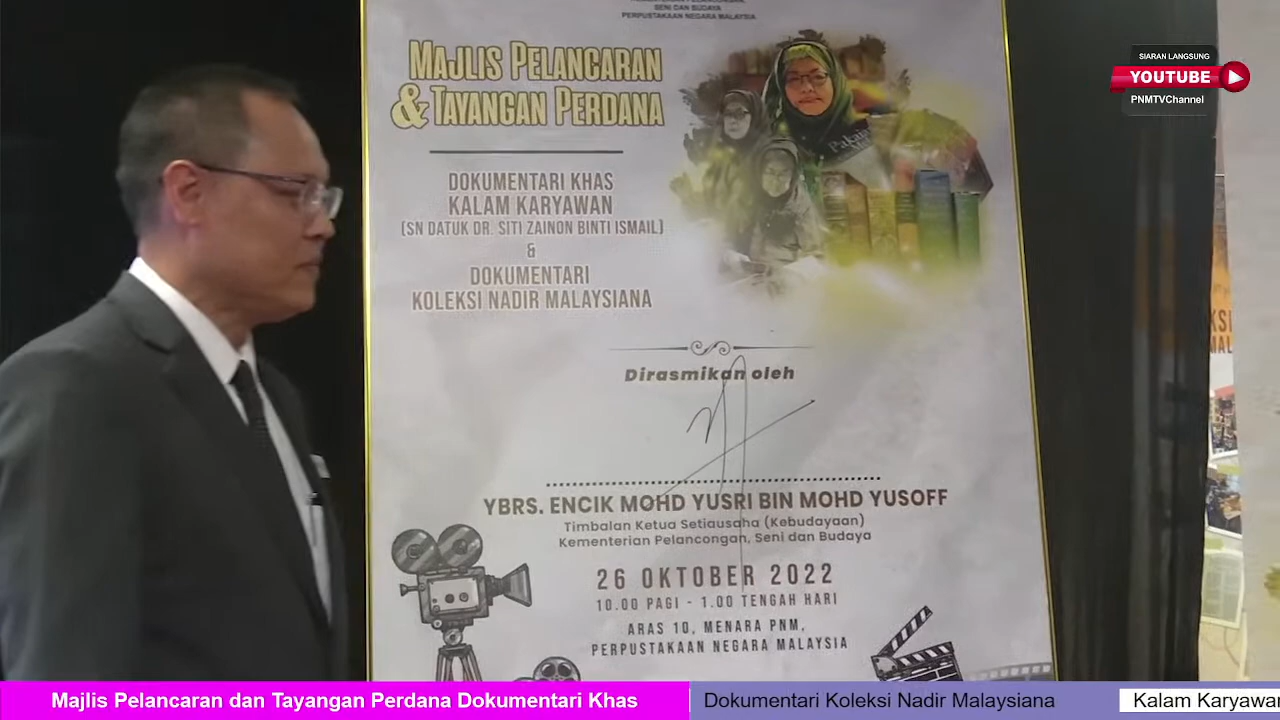 SENI DAN BUDAYA
PERPUSTAKAAN NEGARA MALAYSIA
MAJLIS PELANCARAN
& TAYANGAN PERDANA
DOKUMENTARI KHAS
KALAM KARYAWAN
(SN DATUK DR. SITI ZAINON BINTI ISMAIL)
&
DOKUMENTARI
KOLEKSI NADIR MALAYSIANA
Dirasmikan oleh
YBRS. ENCIK MOHD YUSRI BIN MOHD YUSOFF
Timbalan Ketua Setiausaha (Kebudayaan)
Kementerian Pelancongan, Seni dan Budaya
26 OKTOBER 2022
10.00 PAGI - 1.00 TENGAH HARI
ARAS 10, MENARA PNM,
PERPUSTAKAAN NEGARA MALAYSIA
SIARAN LANGSUNG
YOUTUBE
PNMTVChannel
Majlis Pelancaran dan Tayangan Perdana Dokumentari Khas
Dokumentari Koleksi Nadir Malaysiana
Kalam Karyawan